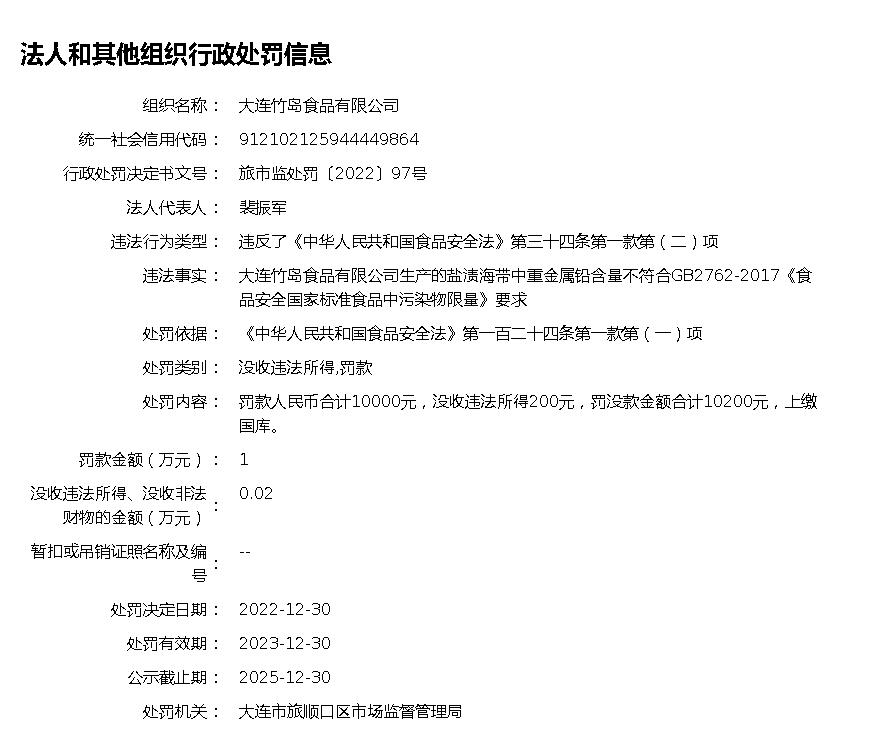 法人和其他组织行政处罚信息
组织名称： 大连竹岛食品有限公司
统一社会信用代码： 912102125944449864
行政处罚决定书文号： 旅市监处罚〔2022〕97号
法人代表人： 裴振军
违法行为类型： 违反了《中华人民共和国食品安全法》第三十四条第一款第（二）项
违法事实： 大连竹岛食品有限公司生产的盐渍海带中重金属铅含量不符合GB2762-2017《食
品安全国家标准食品中污染物限量》要求
处罚依据： 《中华人民共和国食品安全法》第一百二十四条第一款第（一）项
处罚类别： 没收违法所得,罚款
处罚内容： 罚款人民币合计10000元，没收违法所得200元，罚没款金额合计10200元，上缴
国库。
罚款金额（万元）： 1
没收违法所得、没收非法
财物的金额（万元）： 0.02
暂扣或吊销证照名称及编
号： --
处罚决定日期： 2022-12-30
处罚有效期： 2023-12-30
公示截止期： 2025-12-30
处罚机关： 大连市旅顺口区市场监督管理局